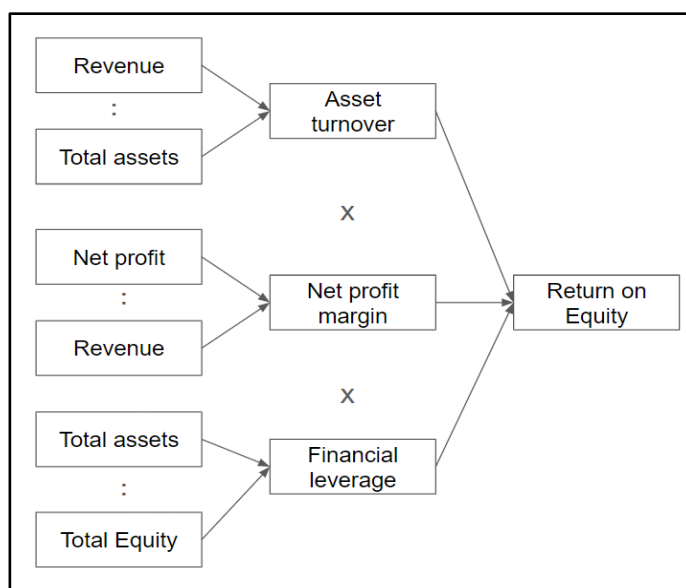 Revenue
:
Total assets
Asset
turnover
x
Net profit
:
Revenue
Net profit
margin
Return on
Equity
x
Total assets
:
Total Equity
Financial
leverage